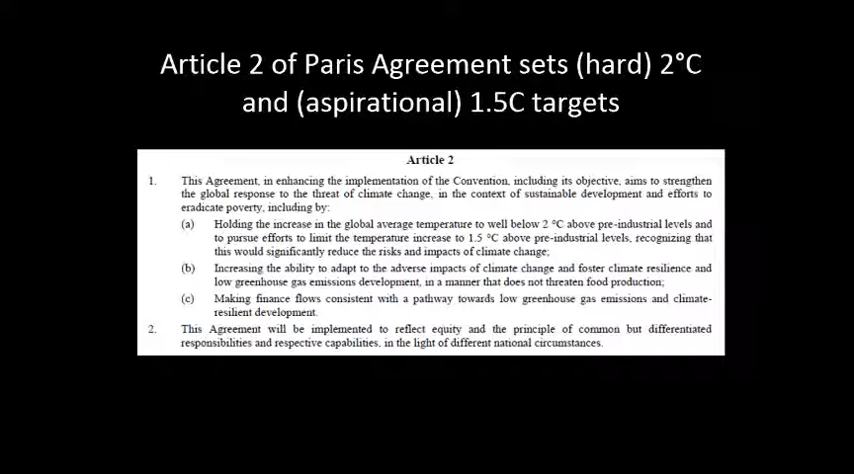 Article 2 of Paris Agreement sets (hard) 2°C
and (aspirational) 1.5C targets
Article 2
1. This Agreement, in enhancing the implementation of the Convention, including its objective, aims to strengthen
the global response to the threat of climate change, in the context of sustainable development and efforts to
eradicate poverty, including by:
(a) Holding the increase in the global average temperature to well below 2 °C above pre-industrial levels and
to pursue efforts to limit the temperature increase to 1.5 °C above pre-industrial levels, recognizing that
this would significantly reduce the risks and impacts of climate change;
(b) Increasing the ability to adapt to the adverse impacts of climate change and foster climate resilience and
low greenhouse gas emissions development, in a manner that does not threaten food production;
(c) Making finance flows consistent with a pathway towards low greenhouse gas emissions and climate-
resilient development.
2. This Agreement will be implemented to reflect equity and the principle of common but differentiated
responsibilities and respective capabilities, in the light of different national circumstances.